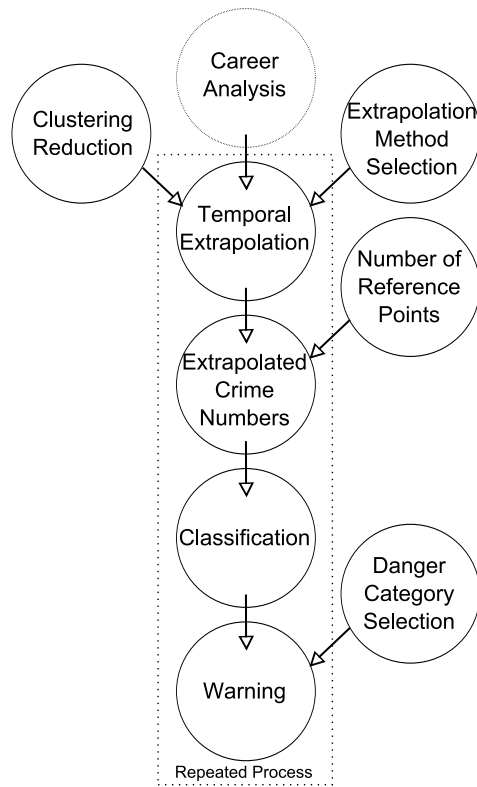 Career
Analysis
Clustering
Reduction
Extrapolation
Method
Selection
Temporal
Extrapolation
Number of
Reference
Points
Extrapolated
Crime
Numbers
Classification
Danger
Category
Selection
Warning
Repeated Process